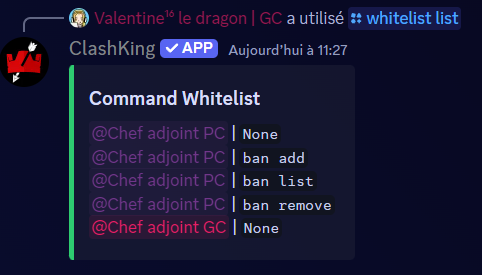 Valentine¹⁶ le dragon | GC a utilisé whitelist list
ClashKing ✓ APP Aujourd'hui à 11:27
Command Whitelist
@Chef adjoint PC | None
@Chef adjoint PC | ban add
@Chef adjoint PC | ban list
@Chef adjoint PC | ban remove
@Chef adjoint GC | None